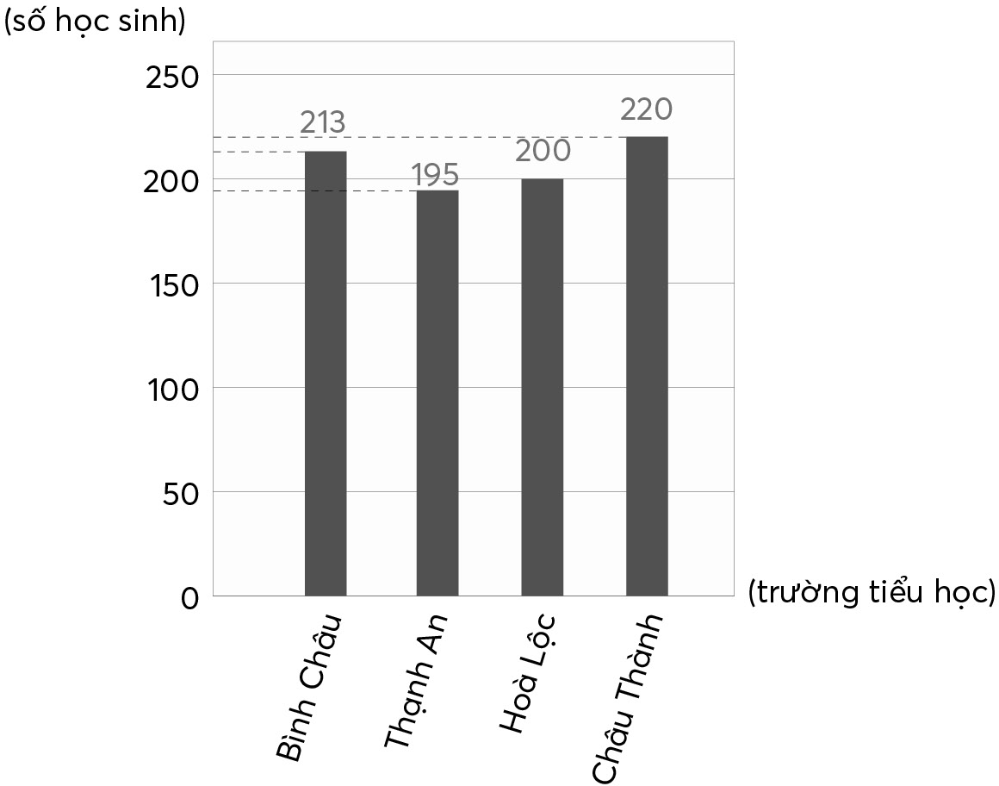 (số học sinh)
250
200
150
100
50
0
213
195
200
220
(trường tiểu học)
Bình Châu
Thạnh An
Hoà Lộc
Châu Thành